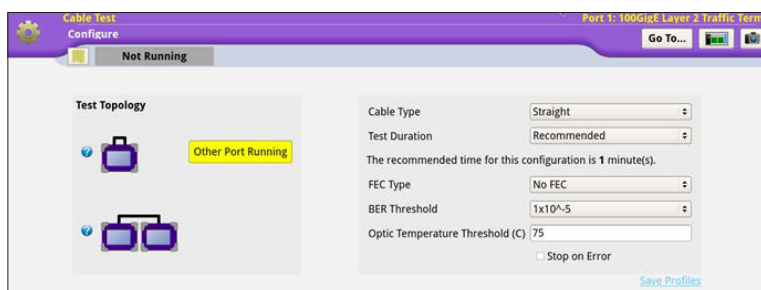 Cable Test
Port 1: 100GigE Layer 2 Traffic Term
Configure
Go To...
Not Running
Test Topology
Other Port Running
Cable Type Straight
Test Duration Recommended
The recommended time for this configuration is 1 minute(s).
FEC Type No FEC
BER Threshold 1x10^-5
Optic Temperature Threshold (C) 75
Stop on Error
Save Profiles